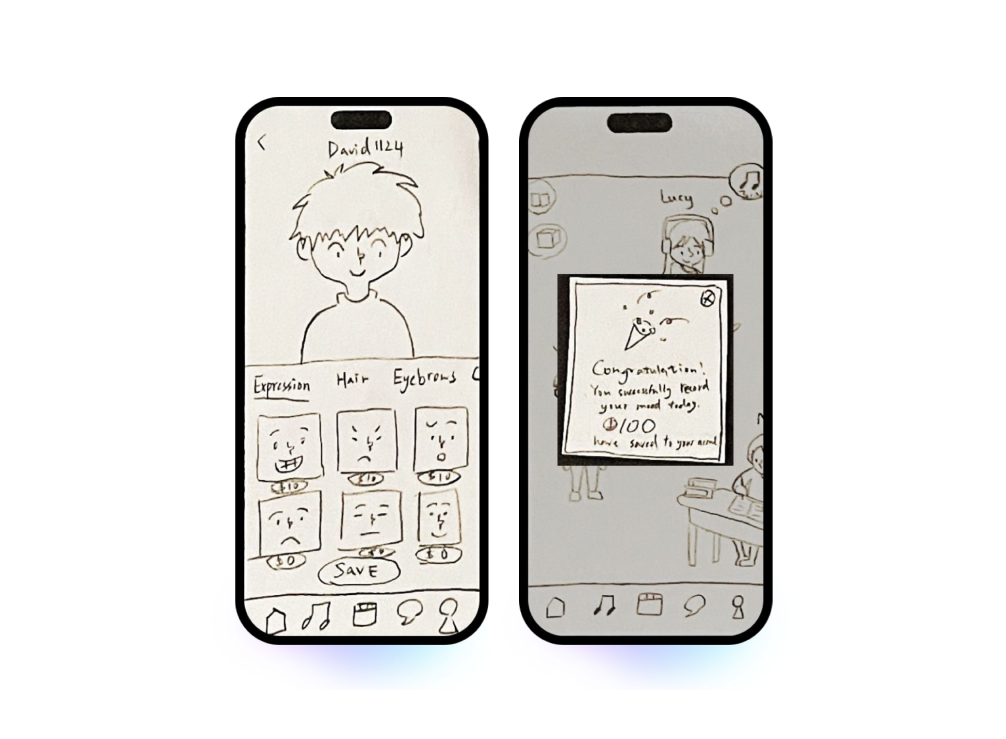 David1124
Expression Hair Eyebrows
$10 $10 $10
$0 $0 $0
SAVE
Lucy
Congratulation!
You successfully record
your mood today.
100
have saved to your